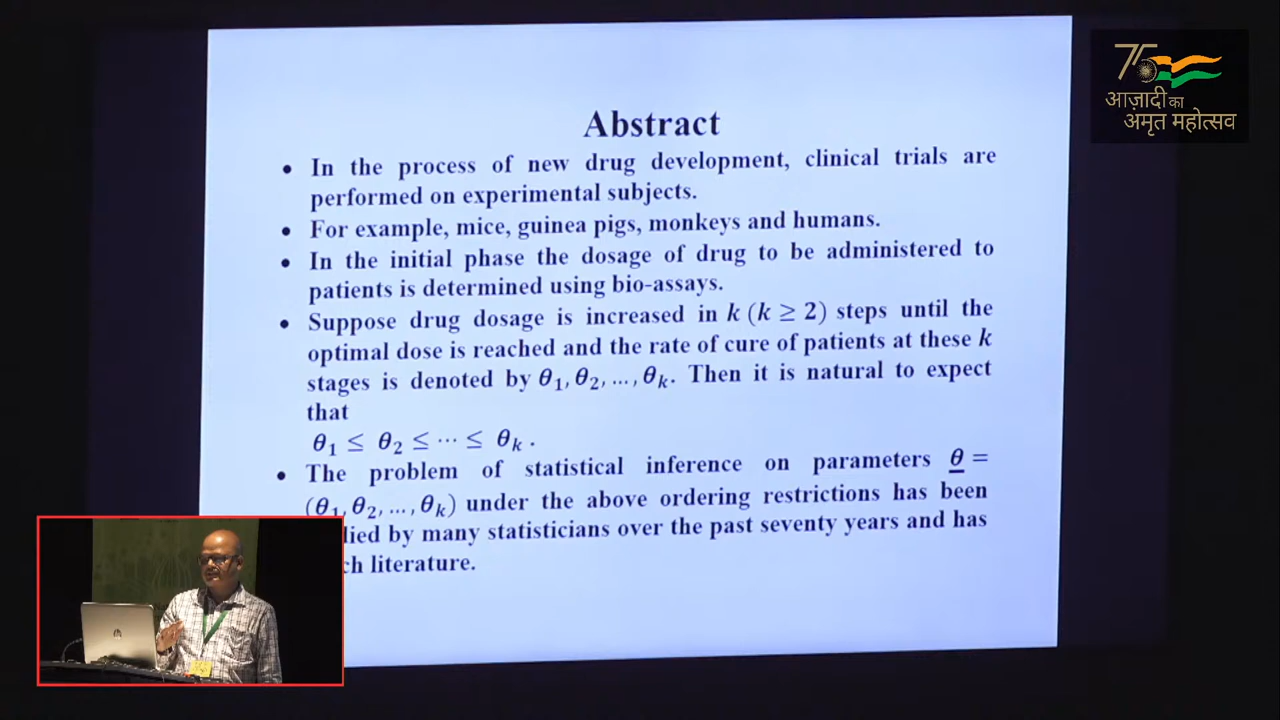 75
आज़ादी का
अमृत महोत्सव
Abstract
• In the process of new drug development, clinical trials are
performed on experimental subjects.
• For example, mice, guinea pigs, monkeys and humans.
• In the initial phase the dosage of drug to be administered to
patients is determined using bio-assays.
• Suppose drug dosage is increased in k (k ≥ 2) steps until the
optimal dose is reached and the rate of cure of patients at these k
stages is denoted by θ₁, θ₂, ..., θₖ. Then it is natural to expect
that
θ₁ ≤ θ₂ ≤ ⋯ ≤ θₖ .
• The problem of statistical inference on parameters θ =
(θ₁, θ₂, ..., θₖ) under the above ordering restrictions has been
by many statisticians over the past seventy years and has
literature.